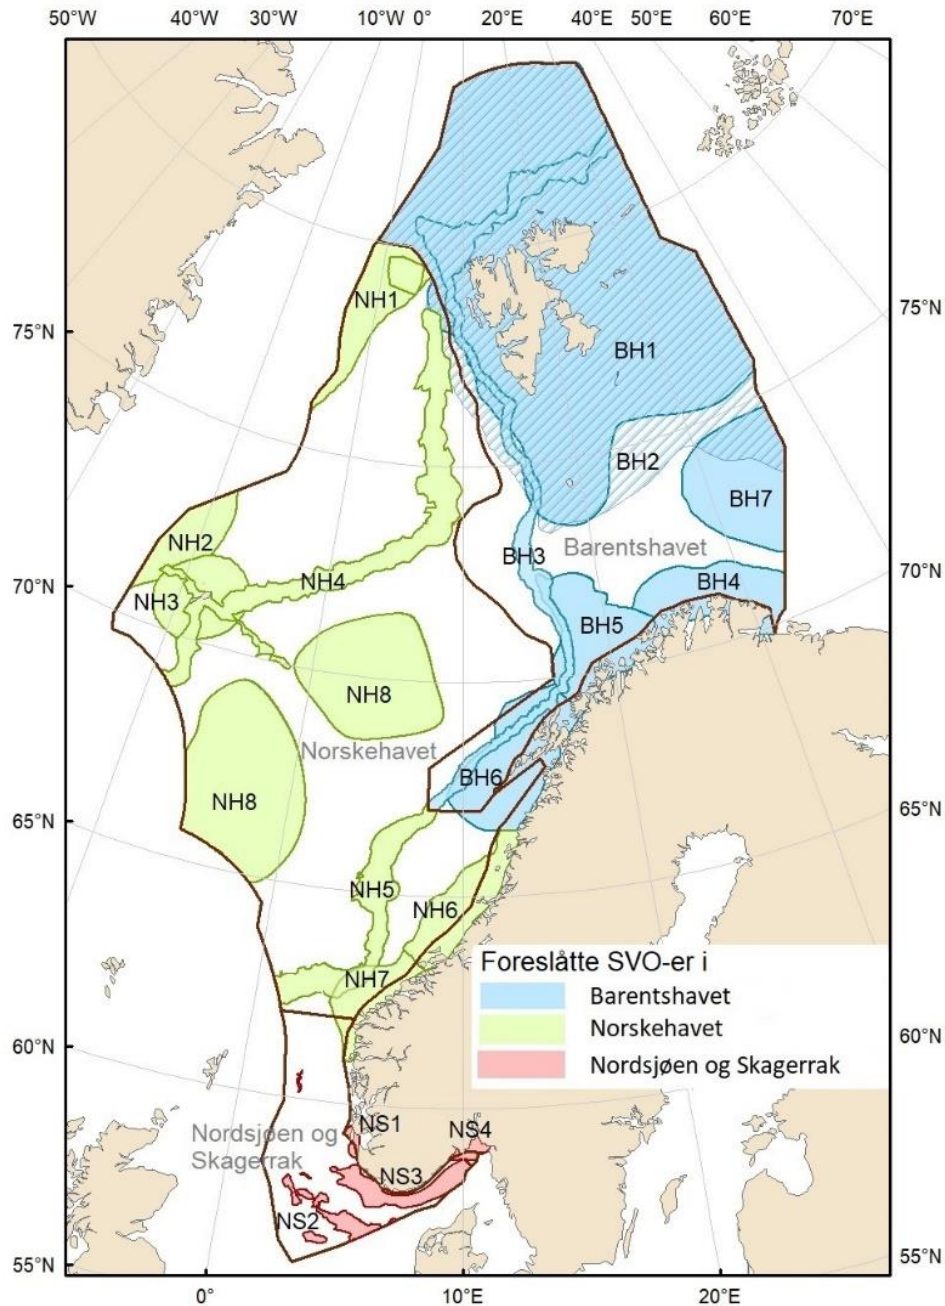 50°W 40°W 30°W 20°W 10°W 0° 20°E 40°E 50°E 60°E 70°E
75°N
75°N
NH1
BH1
BH2
BH7
NH2
BH3
Barentshavet
70°N
NH3
NH4
BH4
70°N
BH5
NH8
Norskehavet
BH6
NH8
65°N
65°N
NH5
NH6
Foreslåtte SVO-er i
NH7
Barentshavet
Norskehavet
60°N
60°N
Nordsjøen og Skagerrak
NS1
NS4
Nordsjøen og
Skagerrak
NS3
NS2
55°N
55°N
0° 10°E 20°E